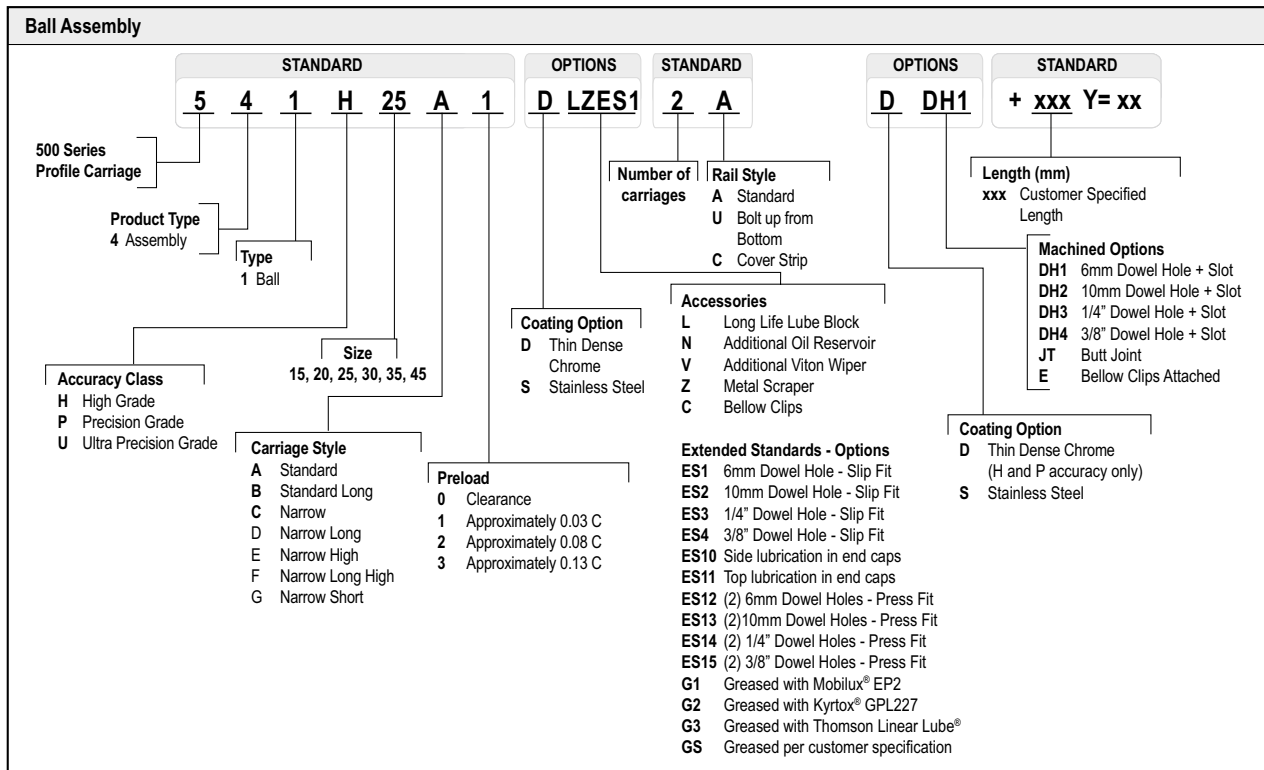 Ball Assembly
STANDARD
OPTIONS
STANDARD
OPTIONS
STANDARD
5 4 1 H 25 A 1 D LZES1 2 A D DH1 + xxx Y= xx
500 Series
Profile Carriage
Product Type
4 Assembly
Type
1 Ball
Accuracy Class
H High Grade
P Precision Grade
U Ultra Precision Grade
Size
15, 20, 25, 30, 35, 45
Carriage Style
A Standard
B Standard Long
C Narrow
D Narrow Long
E Narrow High
F Narrow Long High
G Narrow Short
Preload
0 Clearance
1 Approximately 0.03 C
2 Approximately 0.08 C
3 Approximately 0.13 C
Coating Option
D Thin Dense
Chrome
S Stainless Steel
Number of
carriages
Rail Style
A Standard
U Bolt up from
Bottom
C Cover Strip
Accessories
L Long Life Lube Block
N Additional Oil Reservoir
V Additional Viton Wiper
Z Metal Scraper
C Bellow Clips
Extended Standards - Options
ES1 6mm Dowel Hole - Slip Fit
ES2 10mm Dowel Hole - Slip Fit
ES3 1/4” Dowel Hole - Slip Fit
ES4 3/8” Dowel Hole - Slip Fit
ES10 Side lubrication in end caps
ES11 Top lubrication in end caps
ES12 (2) 6mm Dowel Holes - Press Fit
ES13 (2)10mm Dowel Holes - Press Fit
ES14 (2) 1/4” Dowel Holes - Press Fit
ES15 (2) 3/8” Dowel Holes - Press Fit
G1 Greased with Mobilux® EP2
G2 Greased with Kyrtox® GPL227
G3 Greased with Thomson Linear Lube®
GS Greased per customer specification
Length (mm)
xxx Customer Specified
Length
Machined Options
DH1 6mm Dowel Hole + Slot
DH2 10mm Dowel Hole + Slot
DH3 1/4” Dowel Hole + Slot
DH4 3/8” Dowel Hole + Slot
JT Butt Joint
E Bellow Clips Attached
Coating Option
D Thin Dense Chrome
(H and P accuracy only)
S Stainless Steel